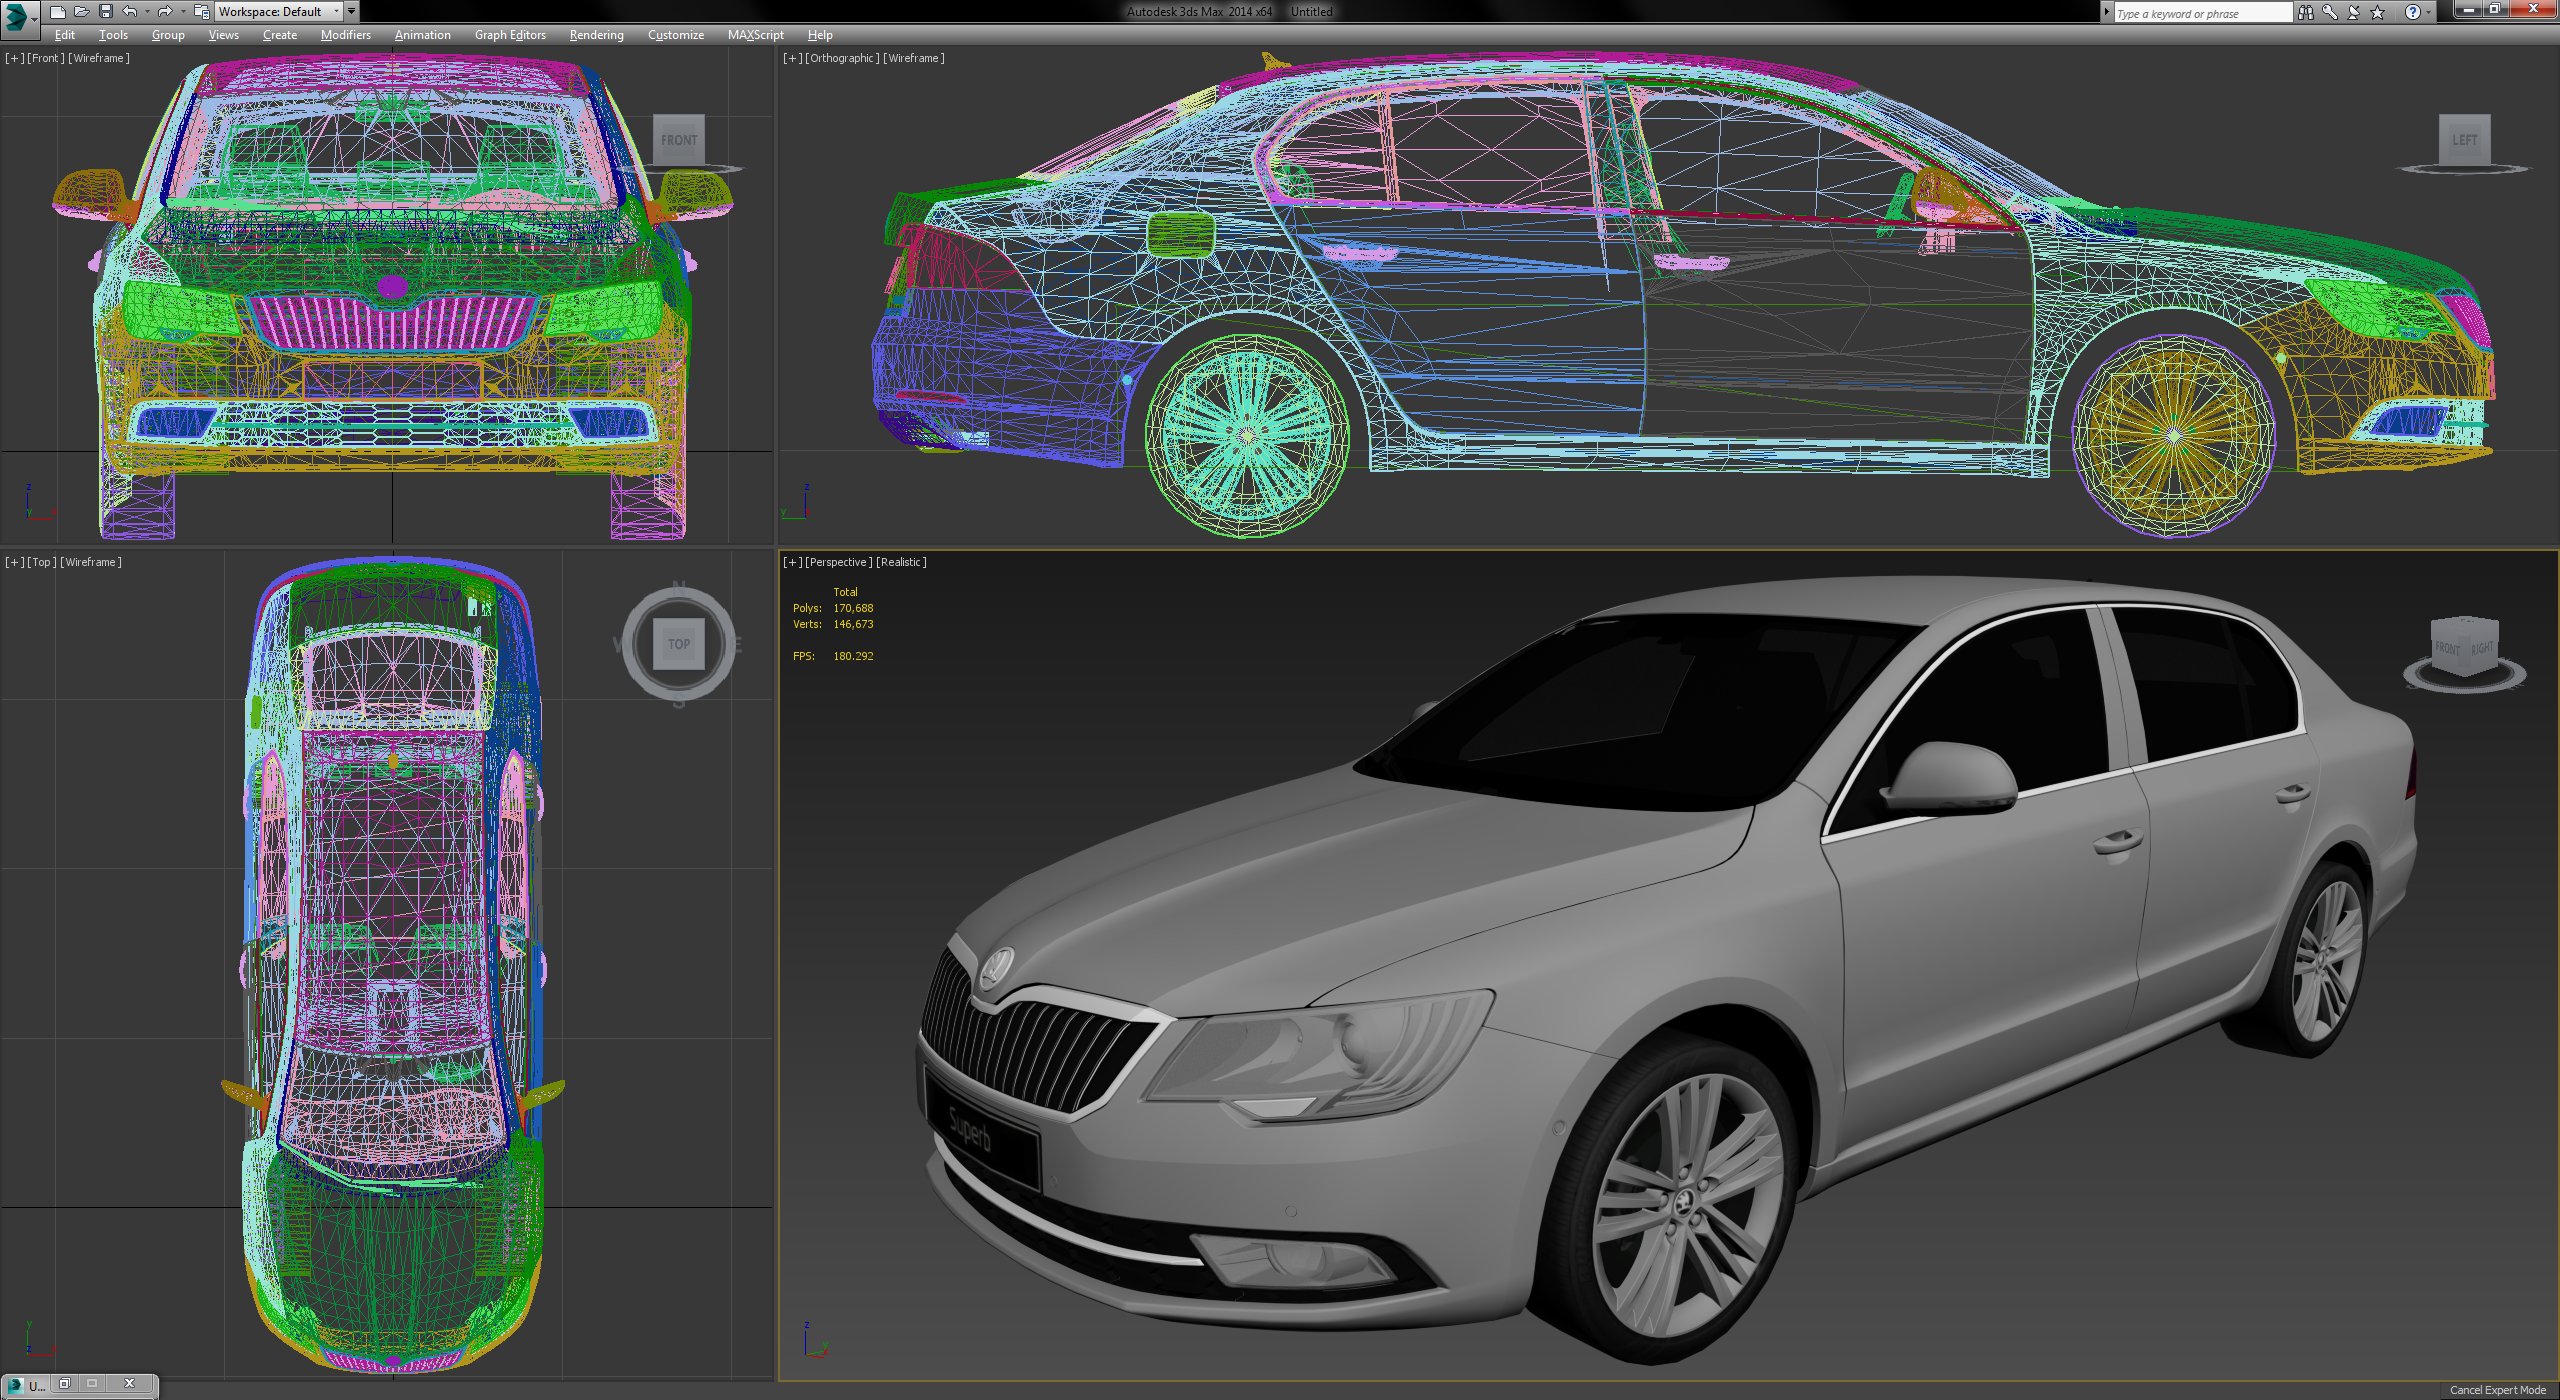 Workspace: Default
Autodesk 3ds Max 2014 x64 Untitled
Type a keyword or phrase
Edit Tools Group Views Create Modifiers Animation Graph Editors Rendering Customize MAXScript Help
[+] [Front] [Wireframe]
FRONT
z
y
[+] [Orthographic] [Wireframe]
LEFT
z
y
[+] [Top] [Wireframe]
N
W
TOP
E
S
y
z
[+] [Perspective] [Realistic]
Total
Polys: 170,688
Verts: 146,673
FPS: 180.292
FRONT RIGHT
Superb
z
U...
Cancel Expert Mode